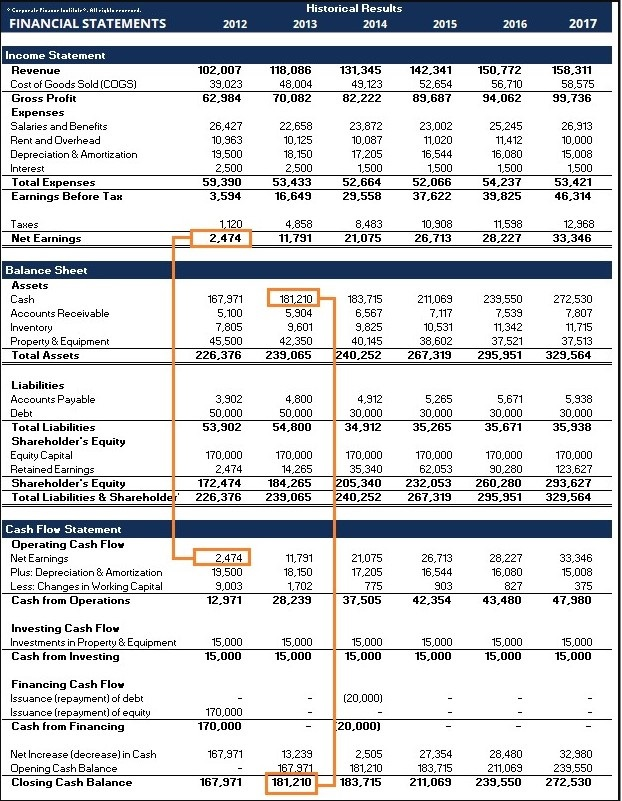 © Corporate Finance Institute®. All rights reserved.
Historical Results
FINANCIAL STATEMENTS 2012 2013 2014 2015 2016 2017
Income Statement
Revenue 102,007 118,086 131,345 142,341 150,772 158,311
Cost of Goods Sold (COGS) 39,023 48,004 49,123 52,654 56,710 58,575
Gross Profit 62,984 70,082 82,222 89,687 94,062 99,736
Expenses
Salaries and Benefits 26,427 22,658 23,872 23,002 25,245 26,913
Rent and Overhead 10,963 10,125 10,087 11,020 11,412 10,000
Depreciation & Amortization 19,500 18,150 17,205 16,544 16,080 15,008
Interest 2,500 2,500 1,500 1,500 1,500 1,500
Total Expenses 59,390 53,433 52,664 52,066 54,237 53,421
Earnings Before Tax 3,594 16,649 29,558 37,622 39,825 46,314
Taxes 1,120 4,858 8,483 10,908 11,598 12,968
Net Earnings 2,474 11,791 21,075 26,713 28,227 33,346
Balance Sheet
Assets
Cash 167,971 181,210 183,715 211,069 239,550 272,530
Accounts Receivable 5,100 5,904 6,567 7,117 7,539 7,807
Inventory 7,805 9,601 9,825 10,531 11,342 11,715
Property & Equipment 45,500 42,350 40,145 38,602 37,521 37,513
Total Assets 226,376 239,065 240,252 267,319 295,951 329,564
Liabilities
Accounts Payable 3,902 4,800 4,912 5,265 5,671 5,938
Debt 50,000 50,000 30,000 30,000 30,000 30,000
Total Liabilities 53,902 54,800 34,912 35,265 35,671 35,938
Shareholder's Equity
Equity Capital 170,000 170,000 170,000 170,000 170,000 170,000
Retained Earnings 2,474 14,265 35,340 62,053 90,280 123,627
Shareholder's Equity 172,474 184,265 205,340 232,053 260,280 293,627
Total Liabilities & Shareholder' 226,376 239,065 240,252 267,319 295,951 329,564
Cash Flow Statement
Operating Cash Flow
Net Earnings 2,474 11,791 21,075 26,713 28,227 33,346
Plus: Depreciation & Amortization 19,500 18,150 17,205 16,544 16,080 15,008
Less: Changes in Working Capital 9,003 1,702 775 903 827 375
Cash from Operations 12,971 28,239 37,505 42,354 43,480 47,980
Investing Cash Flow
Investments in Property & Equipment 15,000 15,000 15,000 15,000 15,000 15,000
Cash from Investing 15,000 15,000 15,000 15,000 15,000 15,000
Financing Cash Flow
Issuance (repayment) of debt - - (20,000) - - -
Issuance (repayment) of equity 170,000 - - - - -
Cash from Financing 170,000 - (20,000) - - -
Net Increase (decrease) in Cash 167,971 13,239 2,505 27,354 28,480 32,980
Opening Cash Balance - 167,971 181,210 183,715 211,069 239,550
Closing Cash Balance 167,971 181,210 183,715 211,069 239,550 272,530